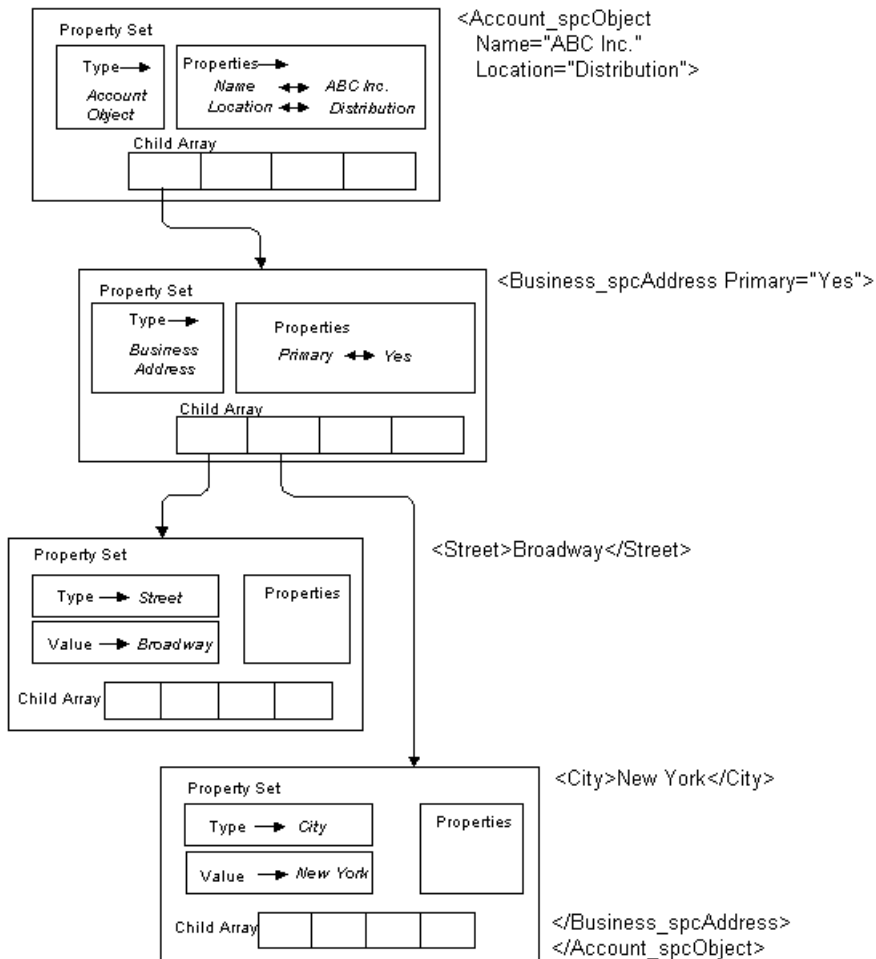 Property Set
Type
Account
Object
Properties
Name ABC Inc.
Location Distribution
Child Array
<Account_spcObject
Name="ABC Inc."
Location="Distribution">
Property Set
Type
Business
Address
Properties
Primary Yes
Child Array
<Business_spcAddress Primary="Yes">
Property Set
Type Street
Value Broadway
Properties
Child Array
<Street>Broadway</Street>
Property Set
Type City
Value New York
Properties
Child Array
<City>New York</City>
</Business_spcAddress>
</Account_spcObject>